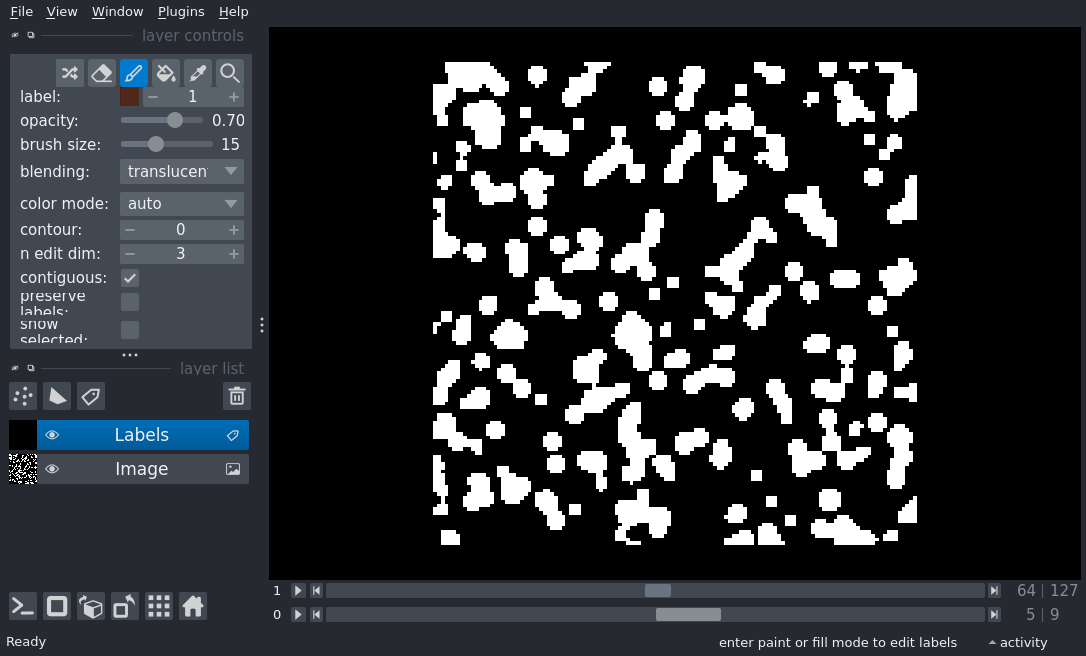 File View Window Plugins Help
layer controls
label: 1
opacity: 0.70
brush size: 15
blending: translucen
color mode: auto
contour: 0
n edit dim: 3
contiguous:
preserve
labels:
show
selected:
layer list
Labels
Image
1 64 | 127
0 5 | 9
Ready enter paint or fill mode to edit labels activity